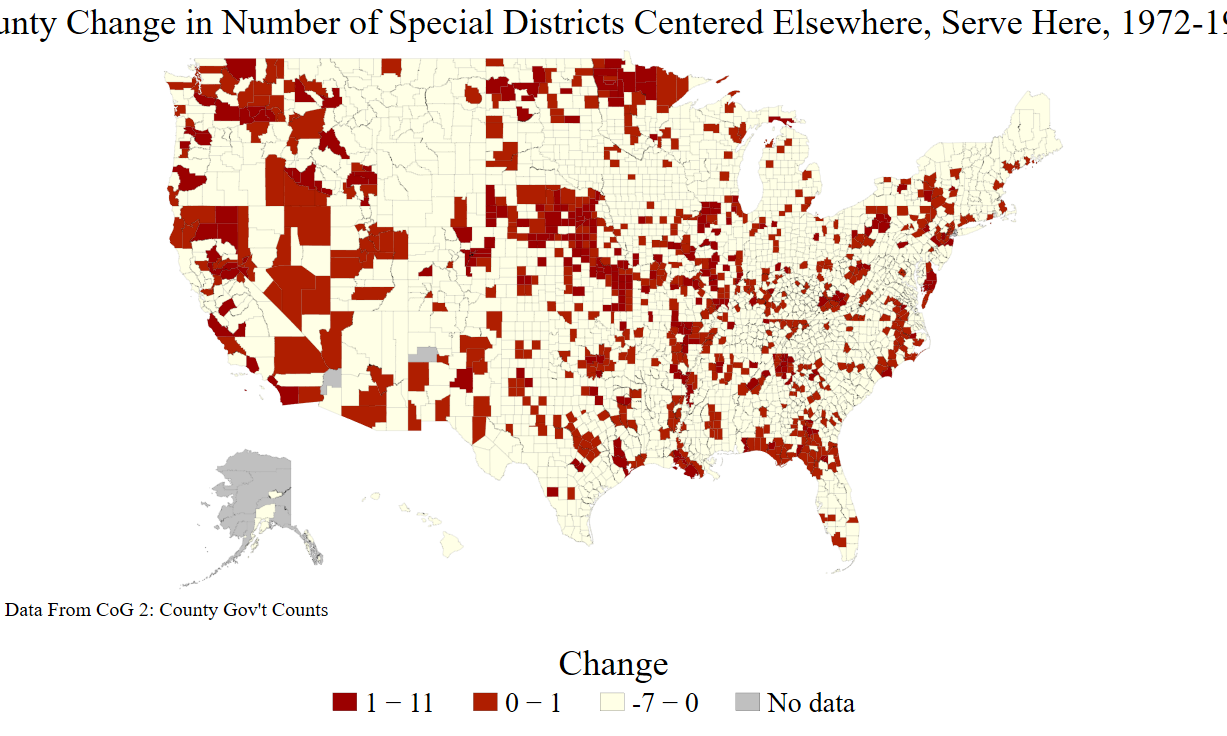 unty Change in Number of Special Districts Centered Elsewhere, Serve Here, 1972-19
Data From CoG 2: County Gov't Counts
Change
1 − 11
0 − 1
-7 − 0
No data